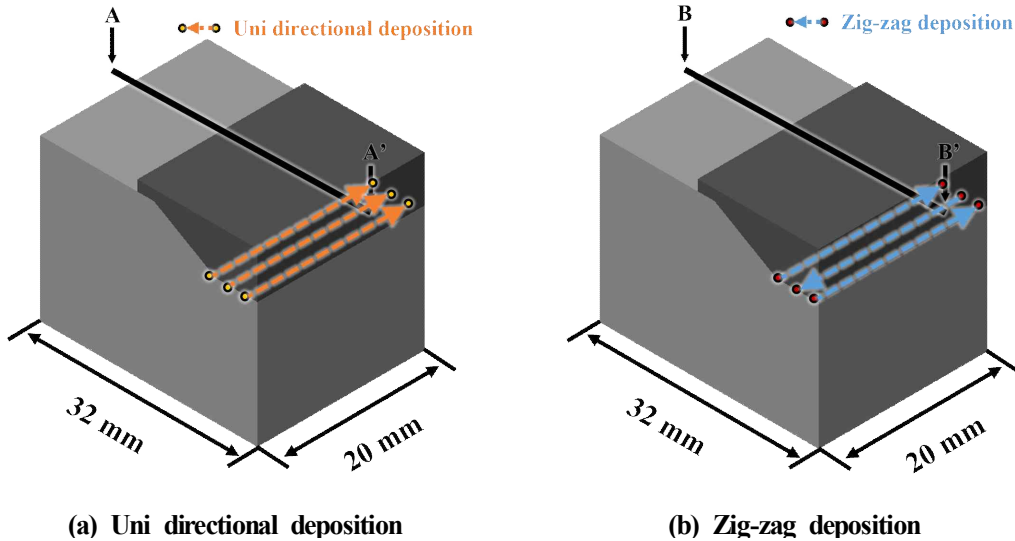 A
Uni directional deposition
A'
32 mm
20 mm
(a) Uni directional deposition
B
Zig-zag deposition
B'
32 mm
20 mm
(b) Zig-zag deposition